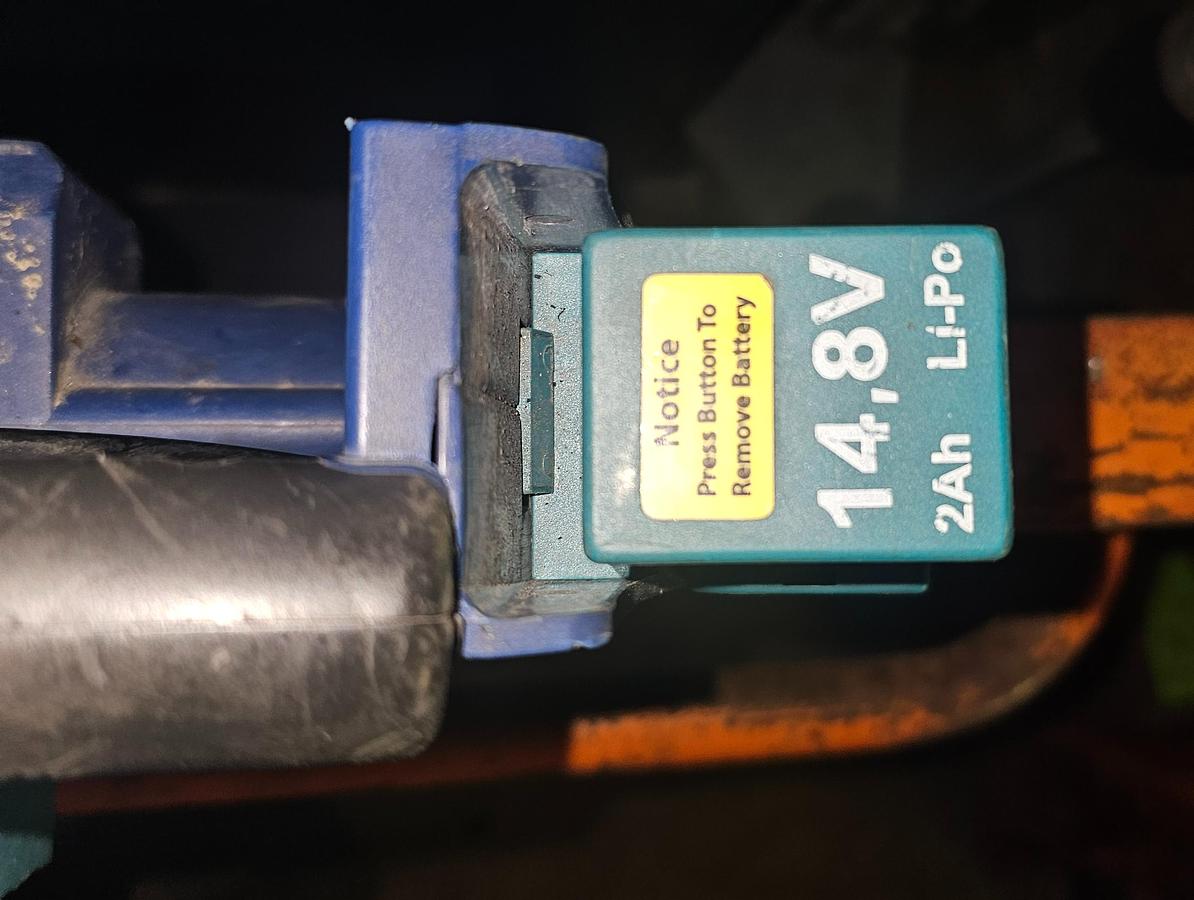 Notice
Press Button To
Remove Battery
14,8V
2Ah Li-Po